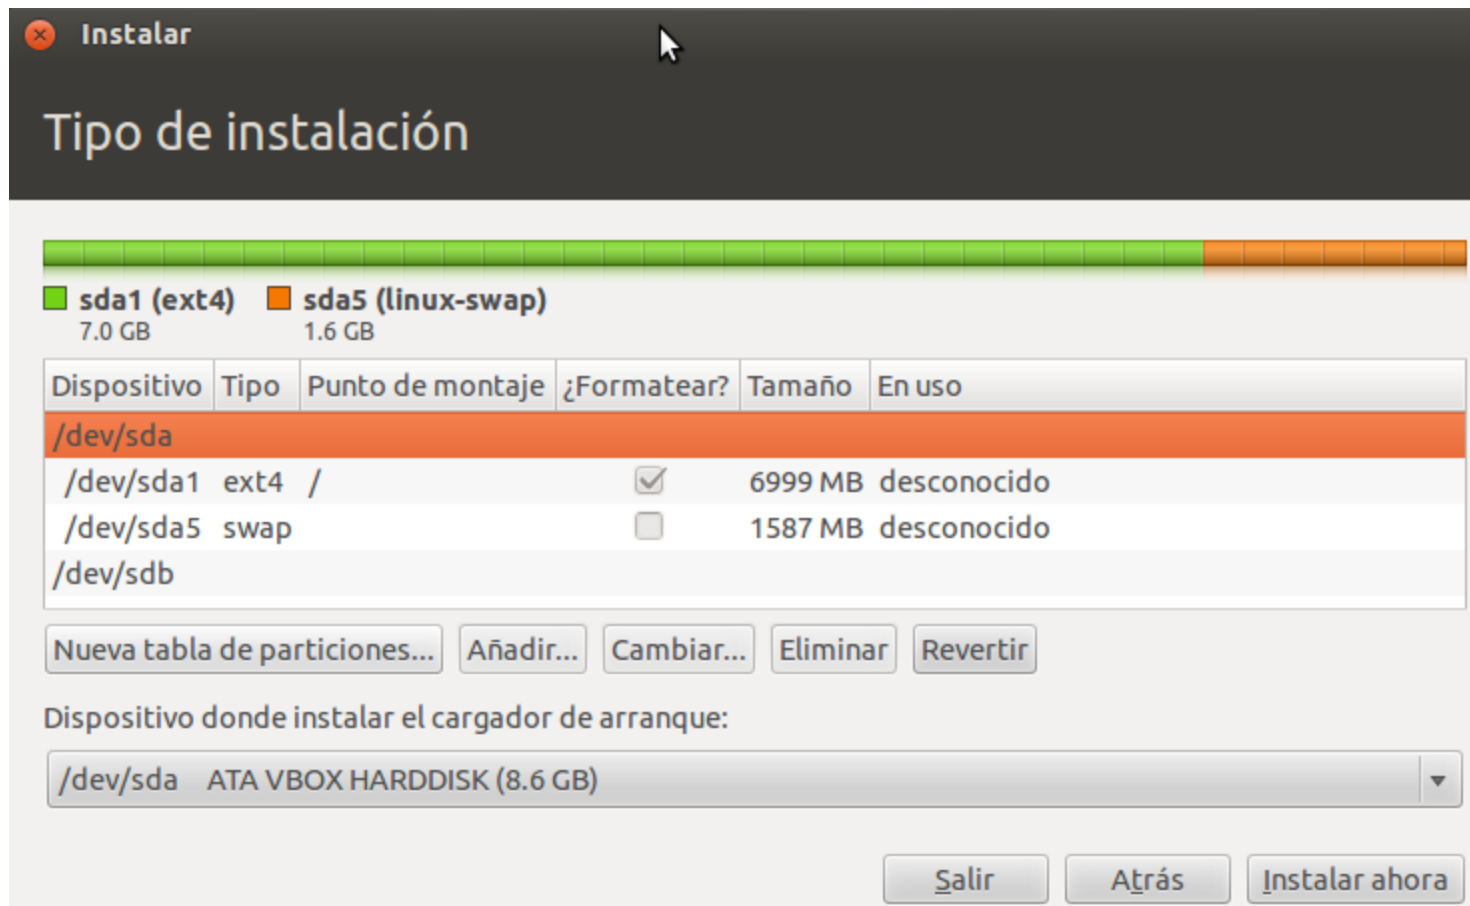 Instalar
Tipo de instalación
sda1 (ext4) sda5 (linux-swap)
7.0 GB 1.6 GB
Dispositivo Tipo Punto de montaje ¿Formatear? Tamaño En uso
/dev/sda
/dev/sda1 ext4 / 6999 MB desconocido
/dev/sda5 swap 1587 MB desconocido
/dev/sdb
Nueva tabla de particiones... Añadir... Cambiar... Eliminar Revertir
Dispositivo donde instalar el cargador de arranque:
/dev/sda ATA VBOX HARDDISK (8.6 GB)
Salir Atrás Instalar ahora